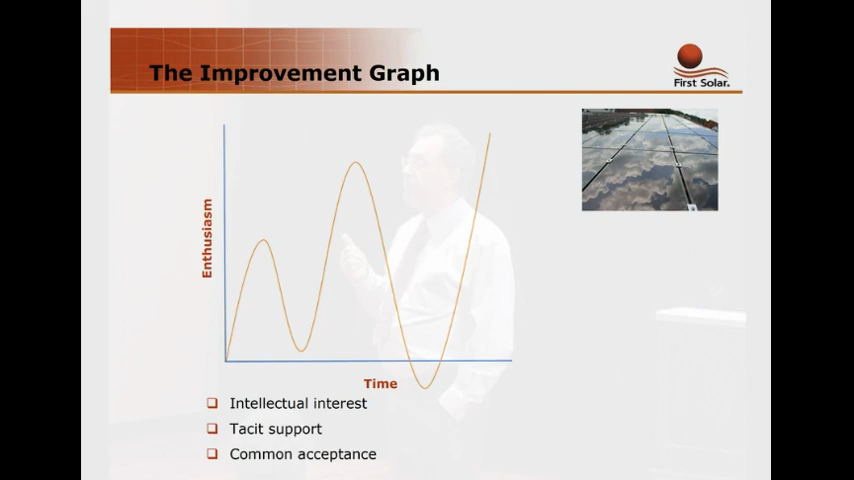 The Improvement Graph
First Solar.
Enthusiasm
Time
Intellectual interest
Tacit support
Common acceptance